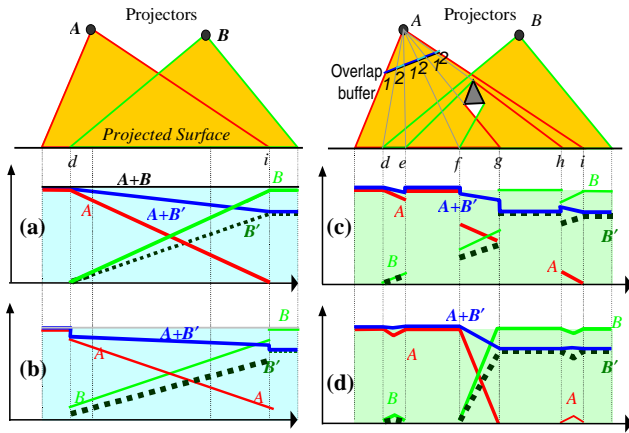 Projectors
A
B
Projected Surface
d
i
A+B
B
(a)
A
A+B'
B'
(b)
A+B'
B
A
B'
B
A
Projectors
A
B
Overlap
buffer
1 2 1 2 1 2
d
e
f
g
h
i
B
A
A+B'
(c)
B'
B
A
A+B'
B
A
B'
(d)
B
A